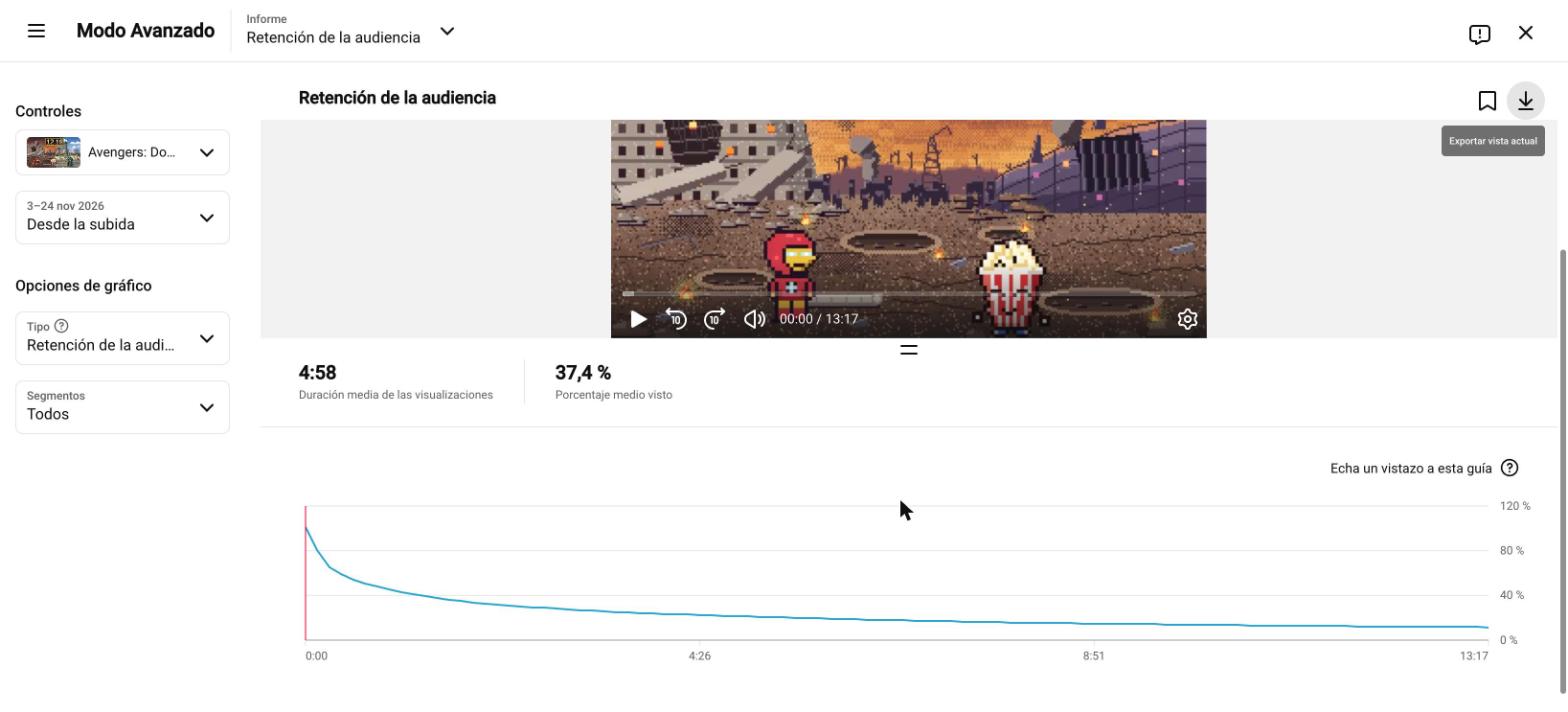 Modo Avanzado
Informe
Retención de la audiencia
Controles
Avengers: Do...
3–24 nov 2026
Desde la subida
Opciones de gráfico
Tipo
Retención de la audi...
Segmentos
Todos
Retención de la audiencia
Exportar vista actual
10
10
00:00 / 13:17
4:58
Duración media de las visualizaciones
37,4 %
Porcentaje medio visto
Echa un vistazo a esta guía
120 %
80 %
40 %
0 %
0:00
4:26
8:51
13:17